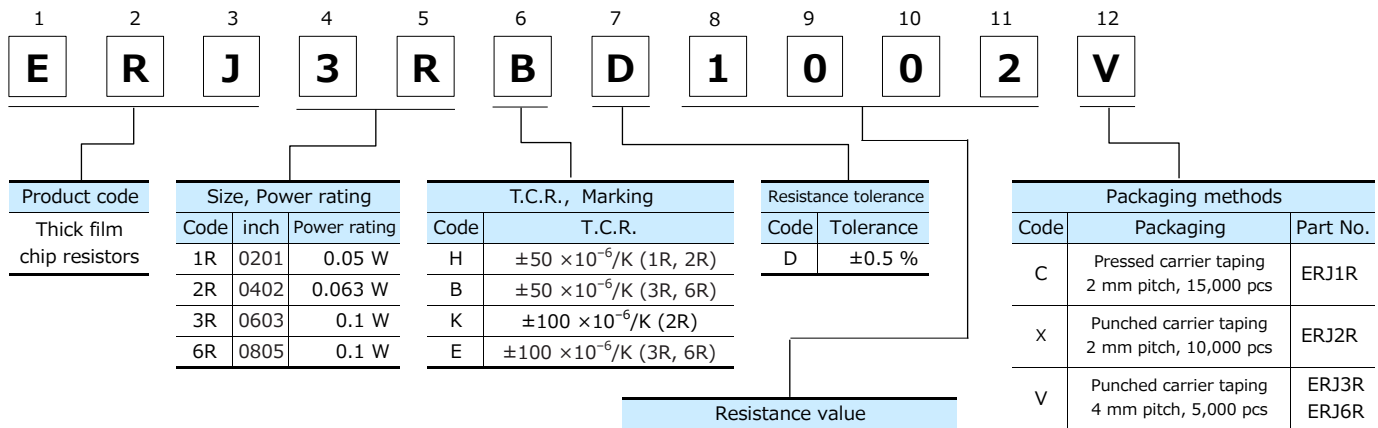 1 2 3 4 5 6 7 8 9 10 11 12
E R J 3 R B D 1 0 0 2 V
Product code
Thick film
chip resistors
Size, Power rating
Code inch Power rating
1R 0201 0.05 W
2R 0402 0.063 W
3R 0603 0.1 W
6R 0805 0.1 W
T.C.R., Marking
Code T.C.R.
H ±50 ×10⁻⁶/K (1R, 2R)
B ±50 ×10⁻⁶/K (3R, 6R)
K ±100 ×10⁻⁶/K (2R)
E ±100 ×10⁻⁶/K (3R, 6R)
Resistance tolerance
Code Tolerance
D ±0.5 %
Resistance value
Packaging methods
Code Packaging Part No.
C Pressed carrier taping
2 mm pitch, 15,000 pcs ERJ1R
X Punched carrier taping
2 mm pitch, 10,000 pcs ERJ2R
V Punched carrier taping ERJ3R
4 mm pitch, 5,000 pcs ERJ6R